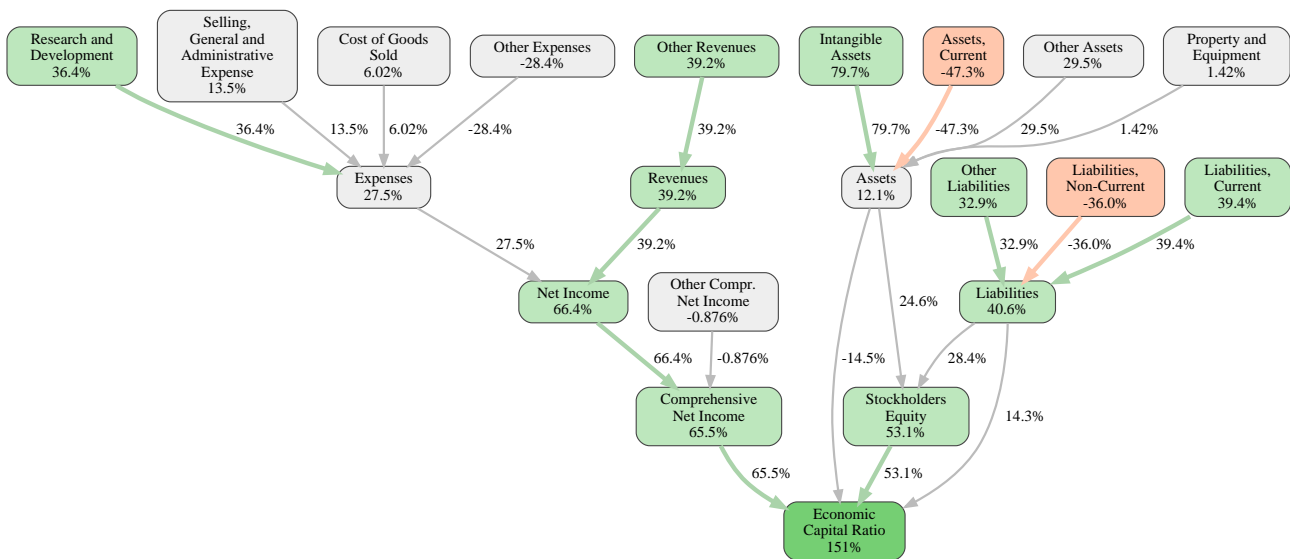 Research and
Development
36.4%
Selling,
General and
Administrative
Expense
13.5%
Cost of Goods
Sold
6.02%
Other Expenses
-28.4%
Other Revenues
39.2%
Intangible
Assets
79.7%
Assets,
Current
-47.3%
Other Assets
29.5%
Property and
Equipment
1.42%
36.4%
13.5%
6.02%
-28.4%
39.2%
79.7%
-47.3%
29.5%
1.42%
Expenses
27.5%
Revenues
39.2%
Assets
12.1%
Other
Liabilities
32.9%
Liabilities,
Non-Current
-36.0%
Liabilities,
Current
39.4%
27.5%
39.2%
32.9%
-36.0%
39.4%
Net Income
66.4%
Other Compr.
Net Income
-0.876%
24.6%
Liabilities
40.6%
66.4%
-0.876%
-14.5%
28.4%
Comprehensive
Net Income
65.5%
Stockholders
Equity
53.1%
14.3%
65.5%
53.1%
Economic
Capital Ratio
151%